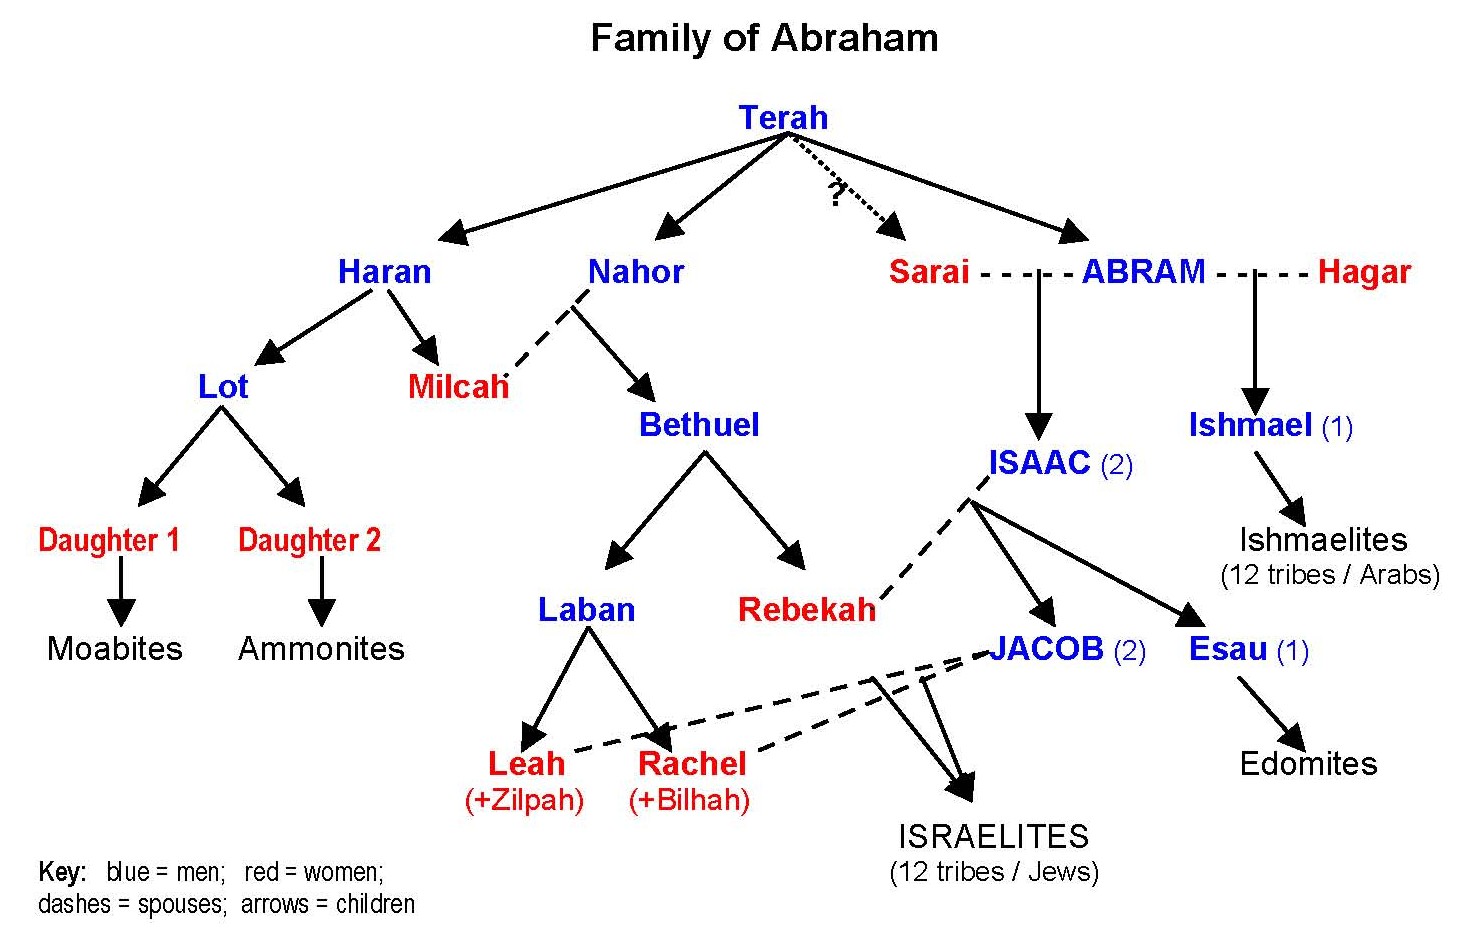 Family of Abraham
Terah
?
Haran Nahor Sarai ABRAM Hagar
Lot Milcah
Bethuel Ishmael (1)
ISAAC (2)
Daughter 1 Daughter 2 Ishmaelites
(12 tribes / Arabs)
Laban Rebekah
Moabites Ammonites JACOB (2) Esau (1)
Leah Rachel Edomites
(+Zilpah) (+Bilhah)
ISRAELITES
(12 tribes / Jews)
Key: blue = men; red = women;
dashes = spouses; arrows = children